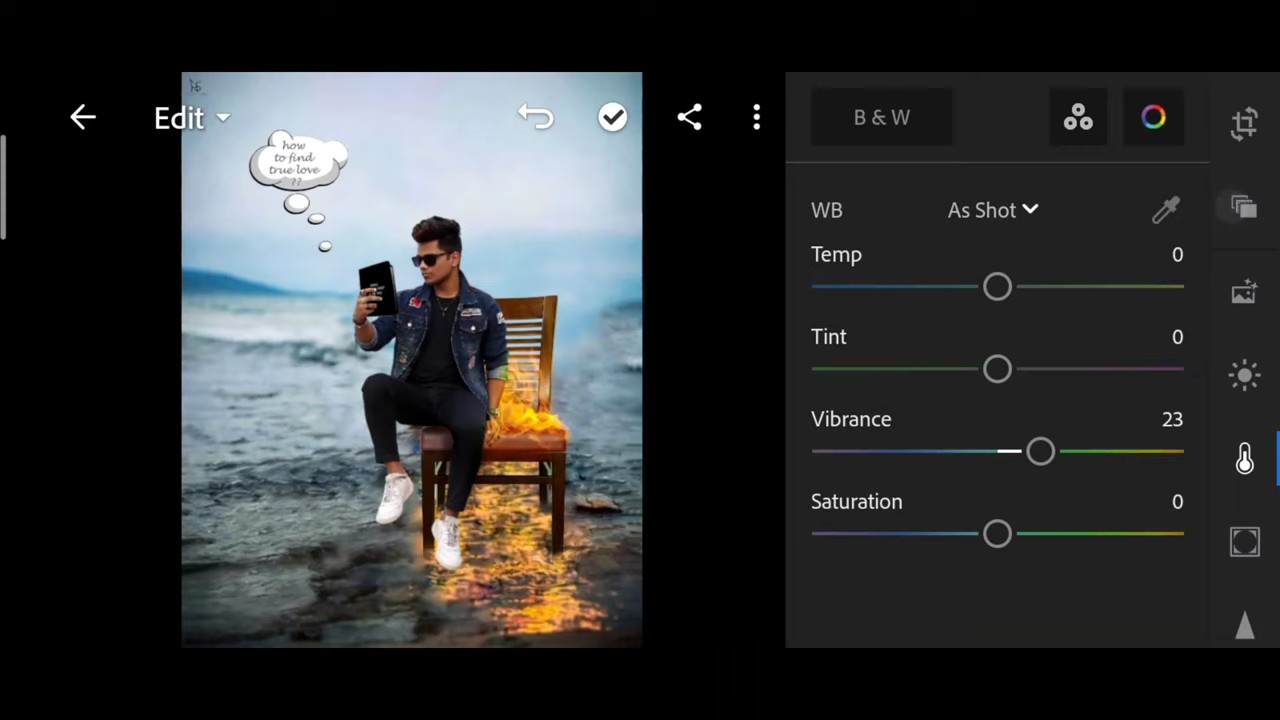 Edit
how
to find
true love
??
B & W
WB
As Shot
Temp
0
Tint
0
Vibrance
23
Saturation
0